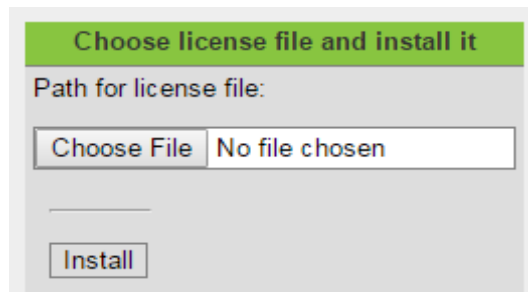 Choose license file and install it
Path for license file:
Choose File No file chosen
Install